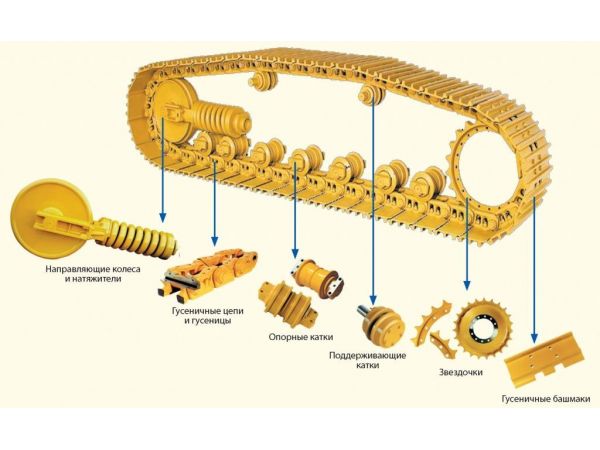 Направляющие колеса
и натяжители
Гусеничные цепи
и гусеницы
Опорные катки
Поддерживающие
катки
Звездочки
Гусеничные башмаки